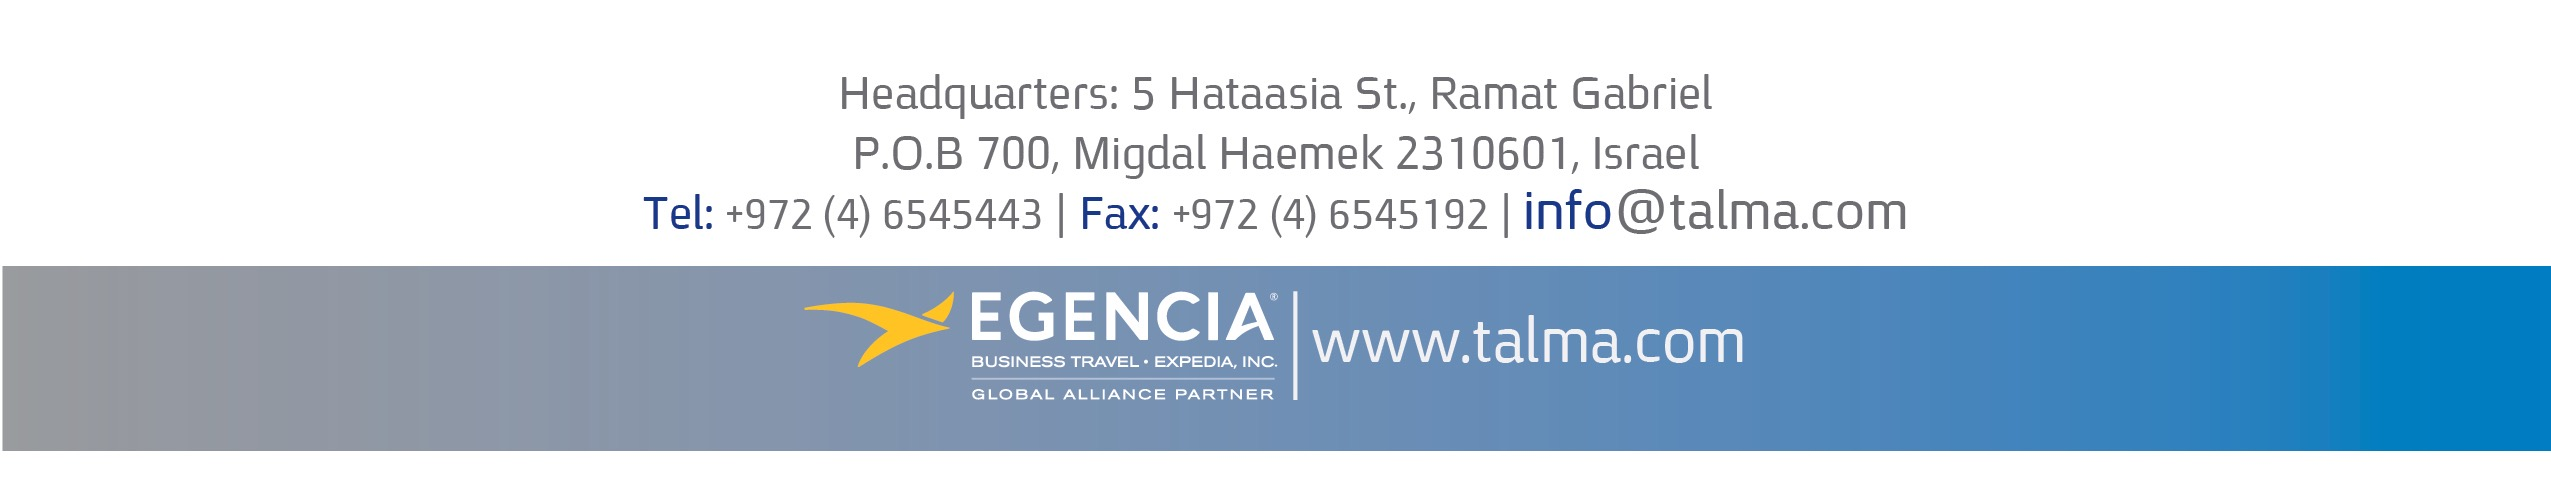 Headquarters: 5 Hataasia St., Ramat Gabriel
P.O.B 700, Migdal Haemek 2310601, Israel
Tel: +972 (4) 6545443 | Fax: +972 (4) 6545192 | info@talma.com
EGENCIA®
BUSINESS TRAVEL • EXPEDIA, INC.
GLOBAL ALLIANCE PARTNER
www.talma.com